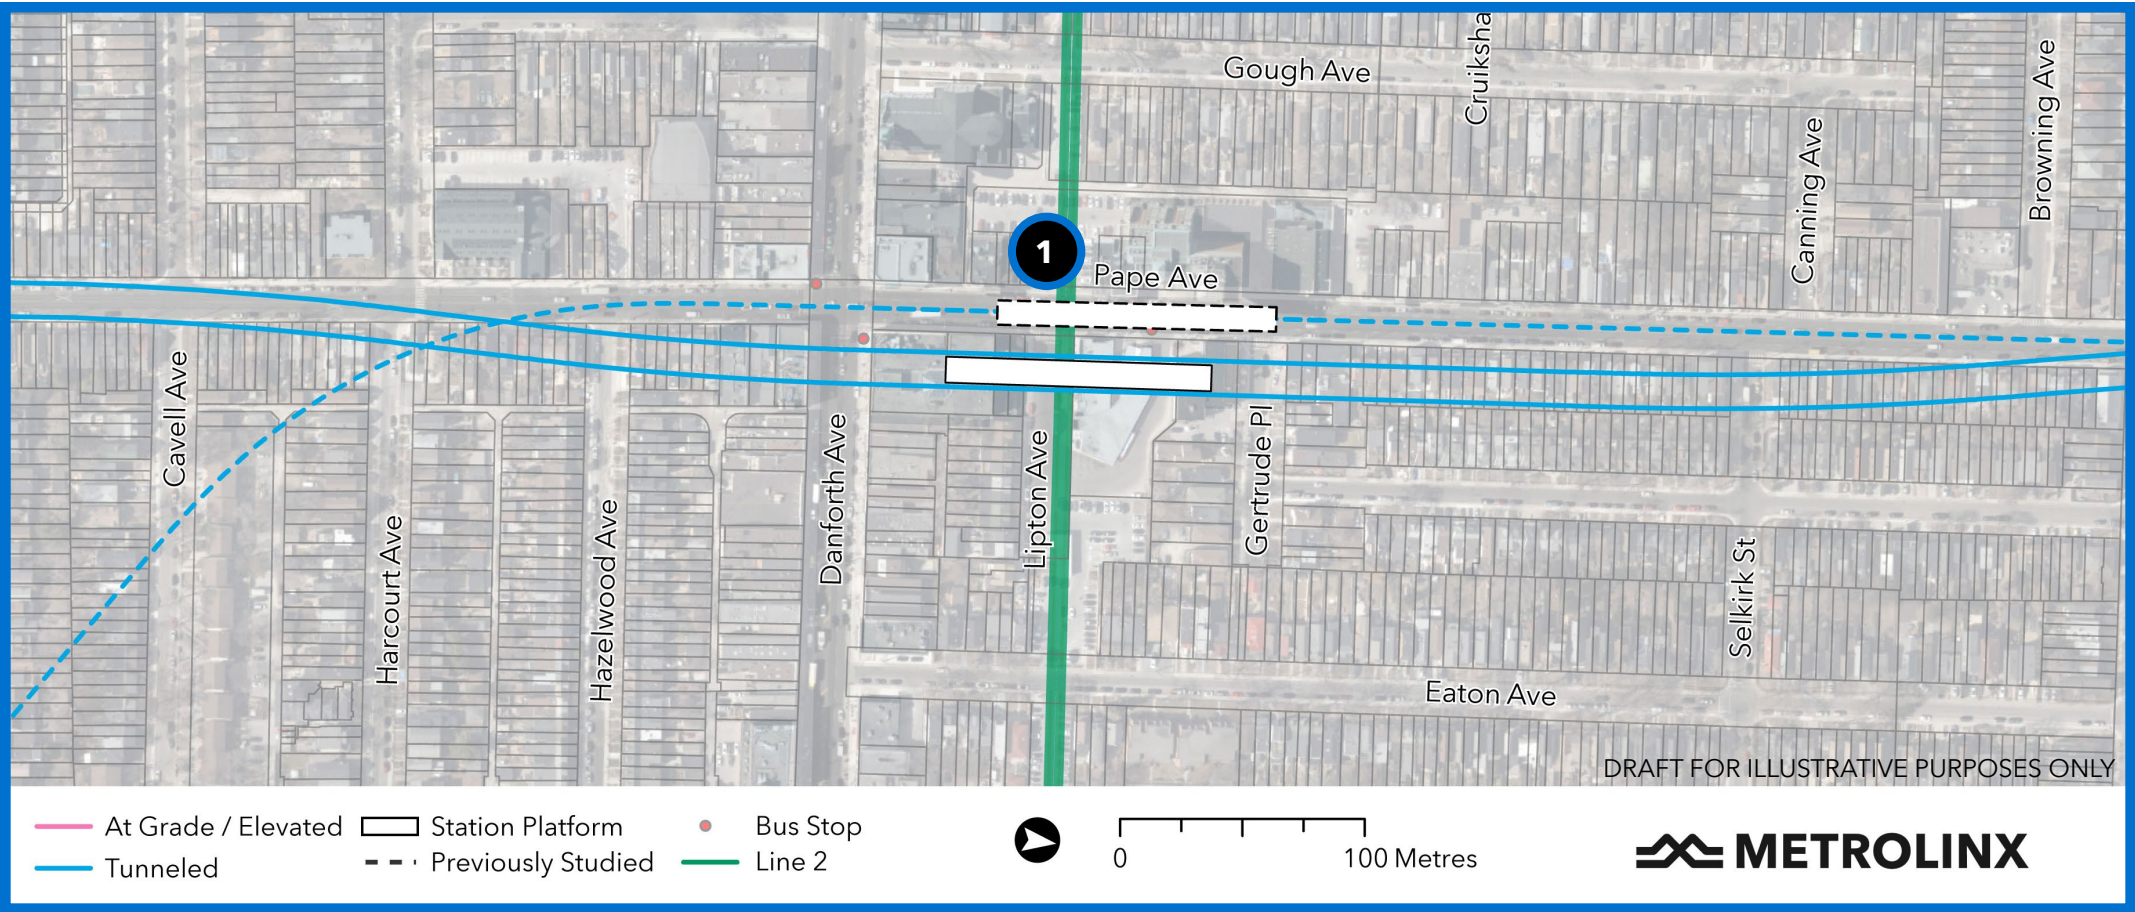 Gough Ave
Cruiksha
Canning Ave
Browning Ave
1
Pape Ave
Cavell Ave
Harcourt Ave
Hazelwood Ave
Danforth Ave
Lipton Ave
Gertrude Pl
Selkirk St
Eaton Ave
DRAFT FOR ILLUSTRATIVE PURPOSES ONLY
At Grade / Elevated
Station Platform
Bus Stop
Tunneled
Previously Studied
Line 2
0
100 Metres
METROLINX